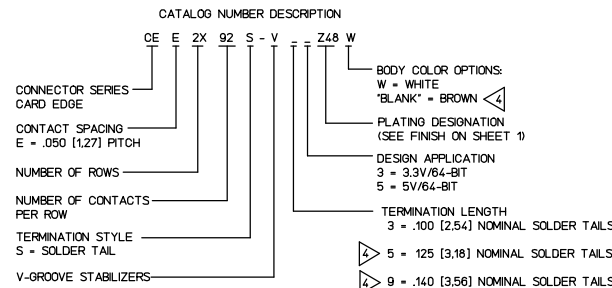 CATALOG NUMBER DESCRIPTION
CE E 2X 92 S - V _ _ Z48 W
CONNECTOR SERIES
CARD EDGE
CONTACT SPACING
E = .050 [1,27] PITCH
NUMBER OF ROWS
NUMBER OF CONTACTS
PER ROW
TERMINATION STYLE
S = SOLDER TAIL
V-GROOVE STABILIZERS
BODY COLOR OPTIONS:
W = WHITE
"BLANK" = BROWN 4
PLATING DESIGNATION
(SEE FINISH ON SHEET 1)
DESIGN APPLICATION
3 = 3.3V/64-BIT
5 = 5V/64-BIT
TERMINATION LENGTH
3 = .100 [2,54] NOMINAL SOLDER TAILS
4 5 = 125 [3,18] NOMINAL SOLDER TAILS
4 9 = .140 [3,56] NOMINAL SOLDER TAILS